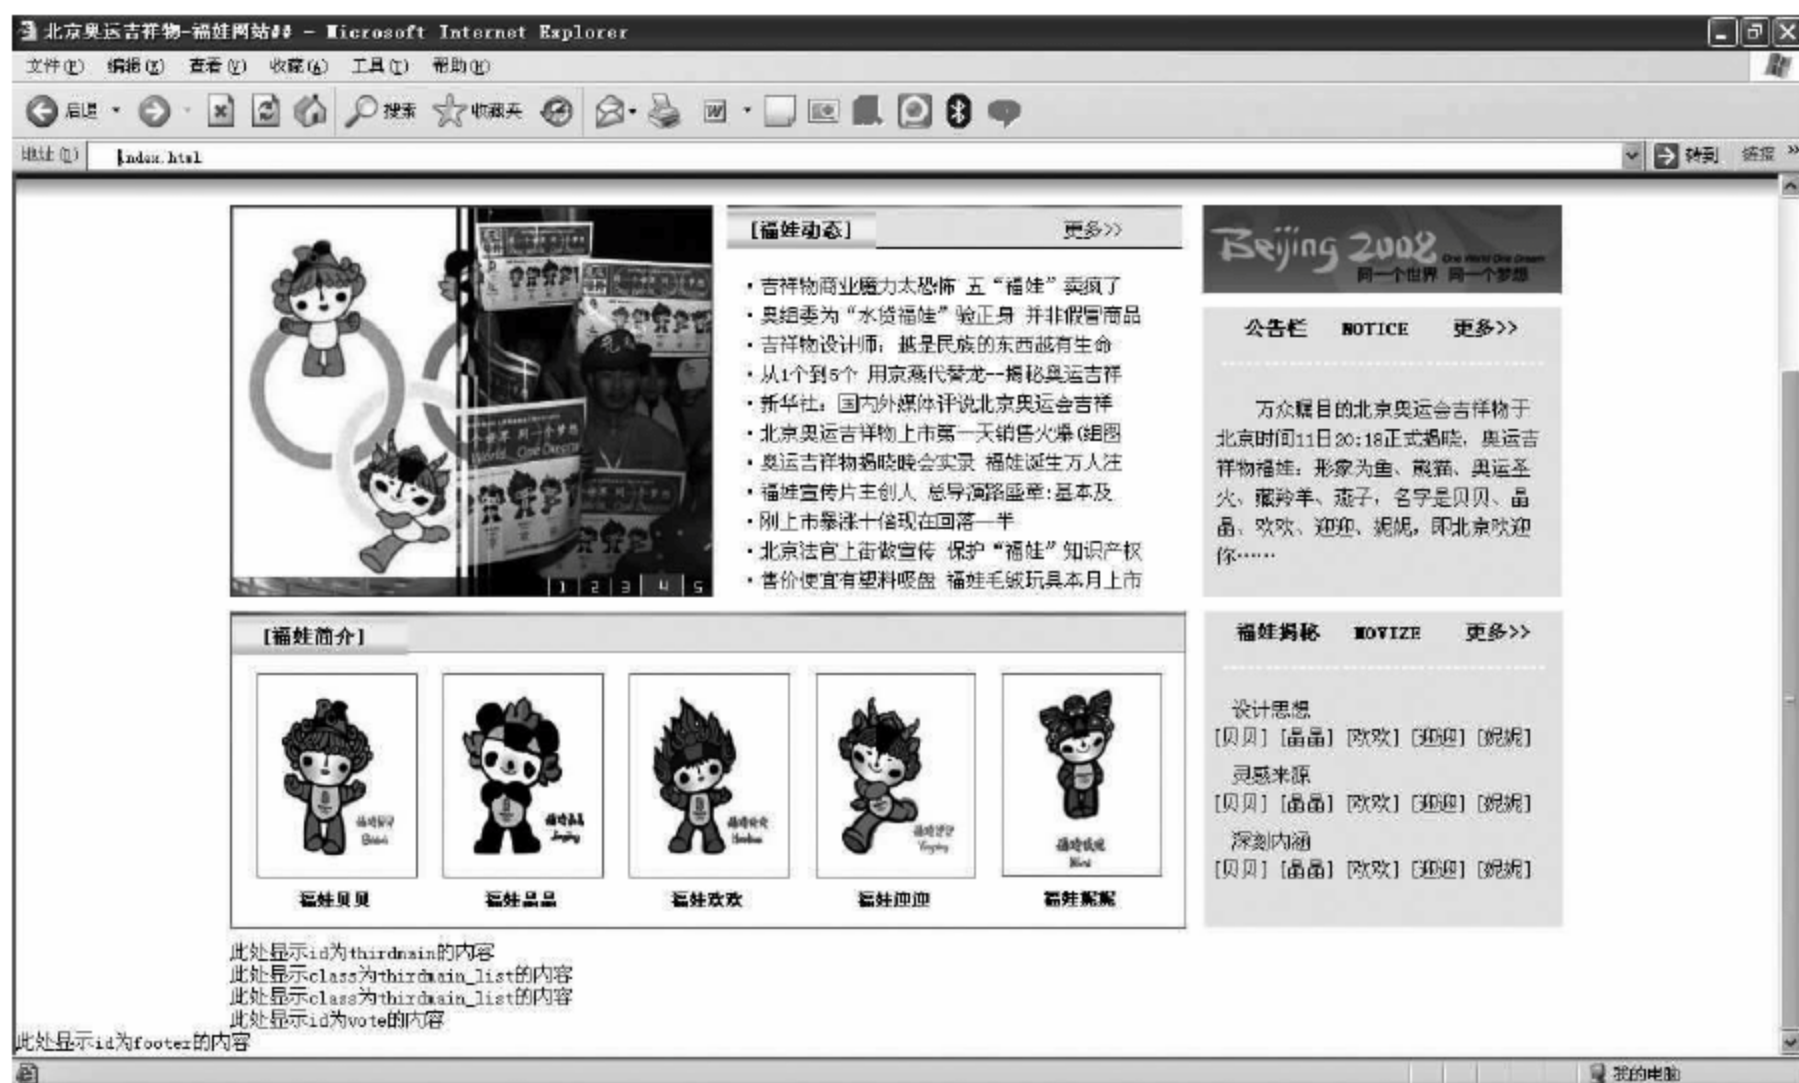 北京奥运吉祥物-福娃网站## - Microsoft Internet Explorer
文件(F) 编辑(E) 查看(V) 收藏(A) 工具(T) 帮助(H)
后退 搜索 收藏夹
地址(D) index.html 转到 链接 »
[福娃动态] 更多>>
·吉祥物商业魔力太恐怖 五“福娃”卖疯了
·奥组委为“水货福娃”验正身 并非假冒商品
·吉祥物设计师: 越是民族的东西越有生命
·从1个到5个 用京燕代替龙--揭秘奥运吉祥
·新华社: 国内外媒体评说北京奥运会吉祥
·北京奥运吉祥物上市第一天销售火爆(组图
·奥运吉祥物揭晓晚会实录 福娃诞生万人注
·福娃宣传片主创人 总导演路盛章:基本及
·刚上市暴涨十倍现在回落一半
·北京法官上街做宣传 保护“福娃”知识产权
·售价便宜有塑料吸盘 福娃毛绒玩具本月上市
1 2 3 4 5
Beijing 2008
One World One Dream
同一个世界 同一个梦想
公告栏 NOTICE 更多>>
万众瞩目的北京奥运会吉祥物于
北京时间11日20:18正式揭晓, 奥运吉
祥物福娃: 形象为鱼、熊猫、奥运圣
火、藏羚羊、燕子, 名字是贝贝、晶
晶、欢欢、迎迎、妮妮, 即北京欢迎
你……
[福娃简介]
福娃贝贝 福娃晶晶 福娃欢欢 福娃迎迎 福娃妮妮
福娃揭秘 MOVIZE 更多>>
设计思想
[贝贝] [晶晶] [欢欢] [迎迎] [妮妮]
灵感来源
[贝贝] [晶晶] [欢欢] [迎迎] [妮妮]
深刻内涵
[贝贝] [晶晶] [欢欢] [迎迎] [妮妮]
此处显示id为thirdmain的内容
此处显示class为thirdmain_list的内容
此处显示class为thirdmain_list的内容
此处显示id为vote的内容
此处显示id为footer的内容
我的电脑